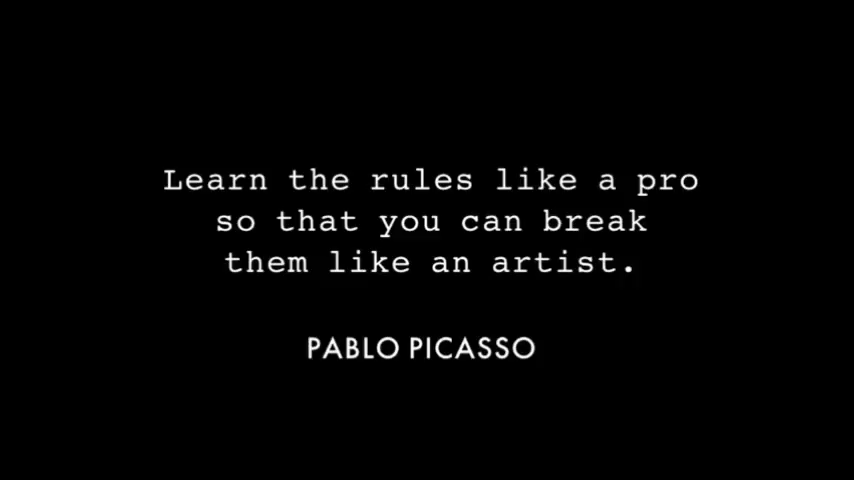 Learn the rules like a pro
so that you can break
them like an artist.
PABLO PICASSO